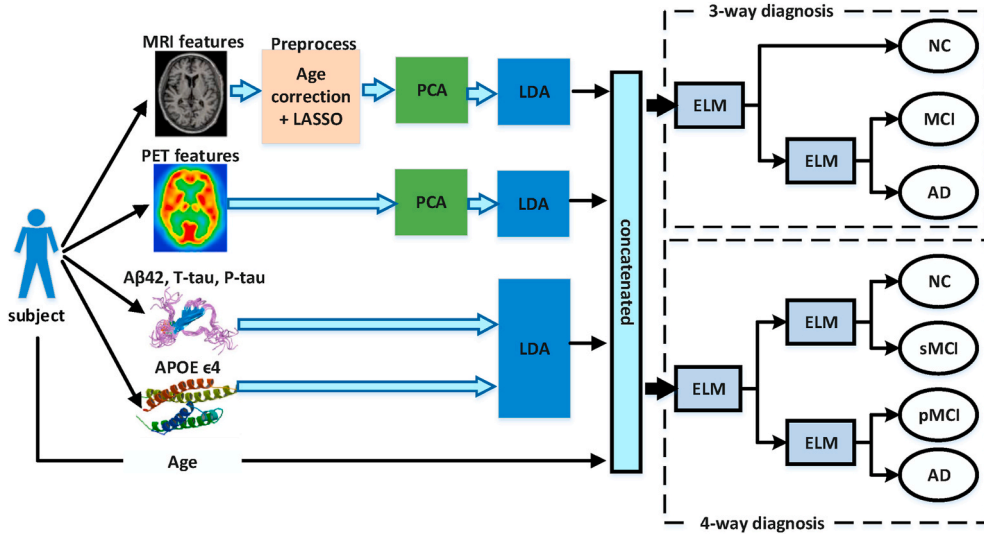 3-way diagnosis
MRI features
Preprocess
Age
correction
+ LASSO
PCA
LDA
ELM
NC
ELM
MCI
AD
PET features
PCA
LDA
concatenated
subject
Aβ42, T-tau, P-tau
APOE ϵ4
LDA
Age
ELM
ELM
NC
sMCI
ELM
pMCI
AD
4-way diagnosis